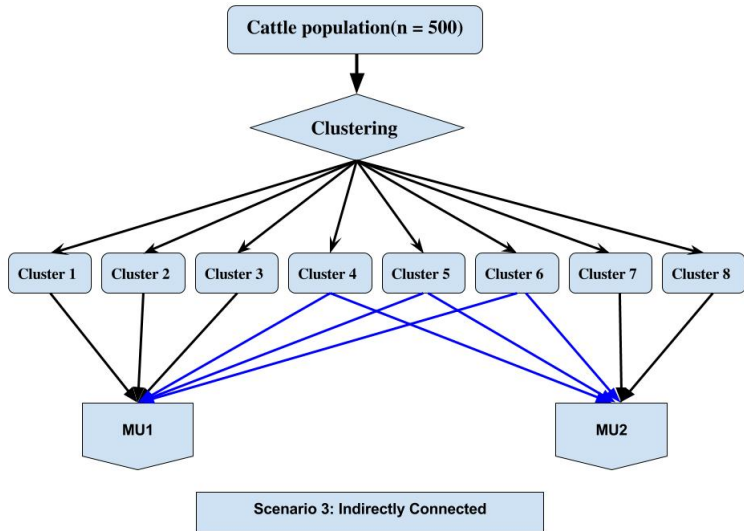 Cattle population(n = 500)
Clustering
Cluster 1
Cluster 2
Cluster 3
Cluster 4
Cluster 5
Cluster 6
Cluster 7
Cluster 8
MU1
MU2
Scenario 3: Indirectly Connected